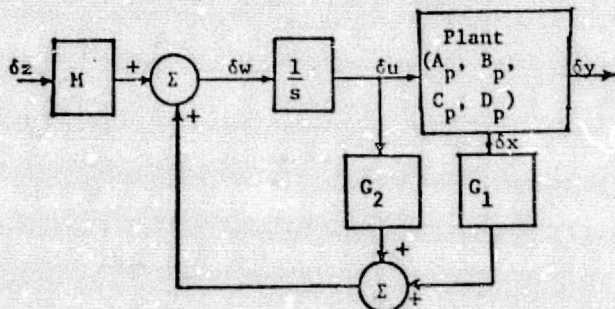 Plant
(A_p, B_p,
C_p, D_p)
δz
M
+
Σ
+
δw
1
s
δu
δy
δx
G_2
G_1
+
Σ
+